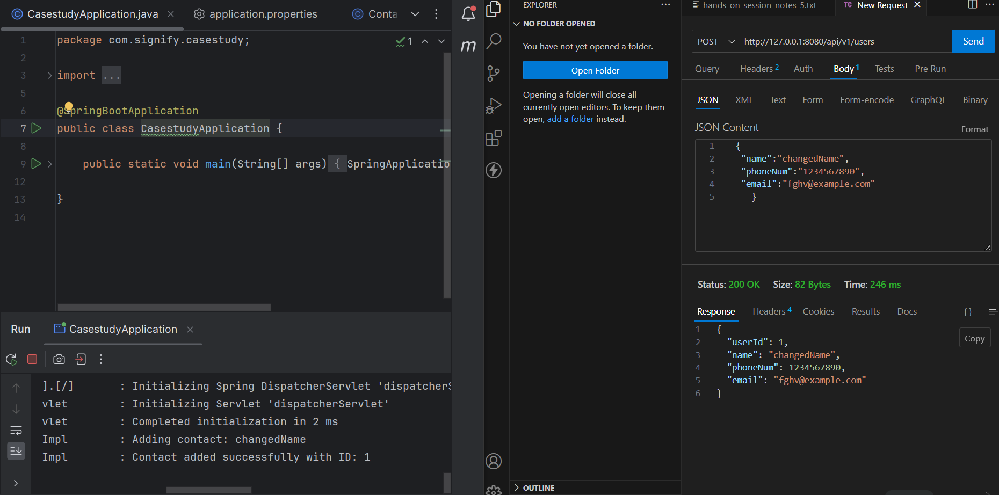 CasestudyApplication.java
application.properties
Conta
1 package com.signify.casestudy;
1
2
3 import ...
5
6 @SpringBootApplication
7 public class CasestudyApplication {
8
9 public static void main(String[] args) { SpringApplicatio
12
13 }
14
Run
CasestudyApplication
].[/] : Initializing Spring DispatcherServlet 'dispatcherS
vlet : Initializing Servlet 'dispatcherServlet'
vlet : Completed initialization in 2 ms
Impl : Adding contact: changedName
Impl : Contact added successfully with ID: 1
m
EXPLORER
NO FOLDER OPENED
You have not yet opened a folder.
Open Folder
Opening a folder will close all
currently open editors. To keep them
open, add a folder instead.
OUTLINE
hands_on_session_notes_5.txt
TC New Request
POST http://127.0.0.1:8080/api/v1/users Send
Query Headers 2 Auth Body 1 Tests Pre Run
JSON XML Text Form Form-encode GraphQL Binary
JSON Content
Format
1 {
2 "name":"changedName",
3 "phoneNum":"1234567890",
4 "email":"fghv@example.com"
5 }
Status: 200 OK Size: 82 Bytes Time: 246 ms
Response Headers 4 Cookies Results Docs { }
1 {
Copy
2 "userId": 1,
3 "name": "changedName",
4 "phoneNum": 1234567890,
5 "email": "fghv@example.com"
6 }